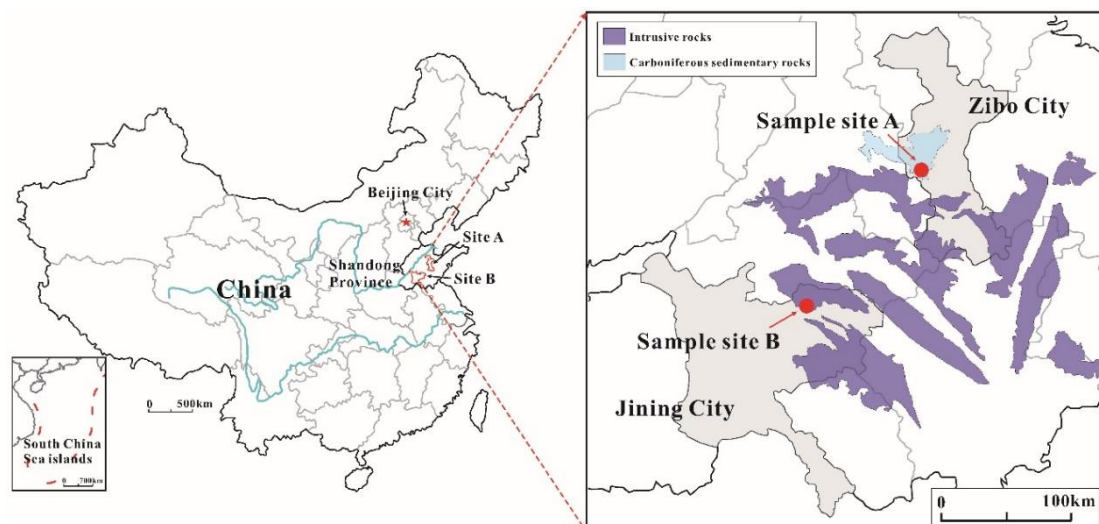 Beijing City
Site A
Shandong
Province
Site B
China
0 500km
South China
Sea islands
0 700km
Intrusive rocks
Carboniferous sedimentary rocks
Zibo City
Sample site A
Sample site B
Jining City
0 100km